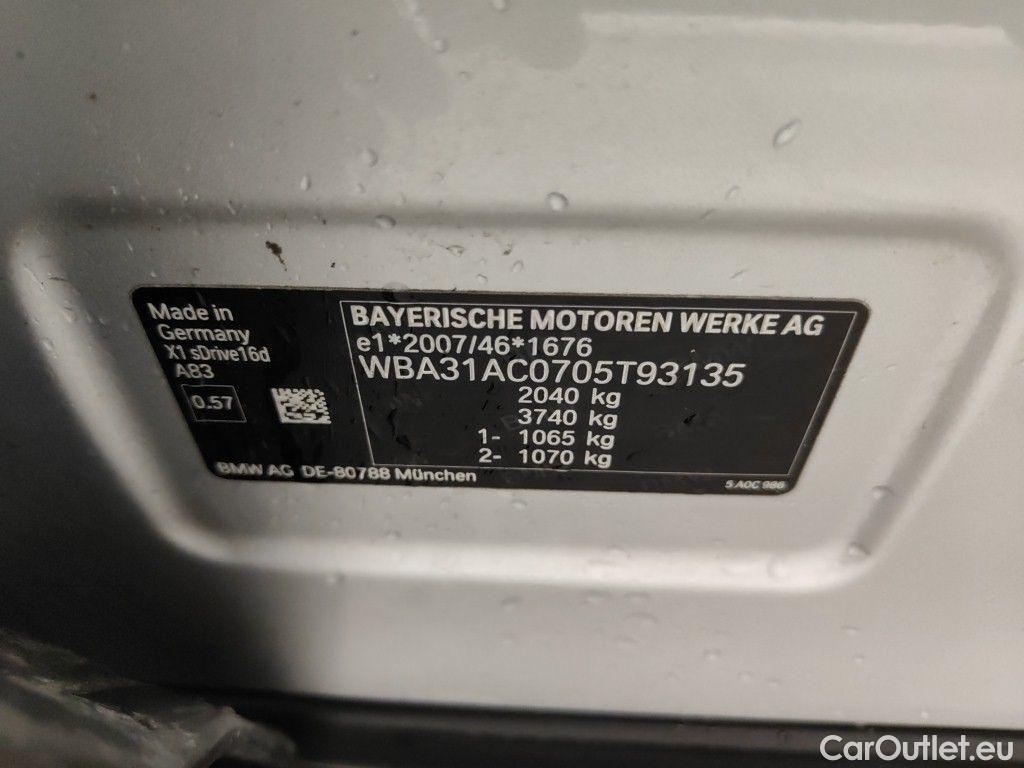 Made in
Germany
X1 sDrive16d
A83
0.57
BAYERISCHE MOTOREN WERKE AG
e1*2007/46*1676
WBA31AC0705T93135
2040 kg
3740 kg
1- 1065 kg
2- 1070 kg
BMW AG DE-80788 München
5 A0C 986
CarOutlet.eu